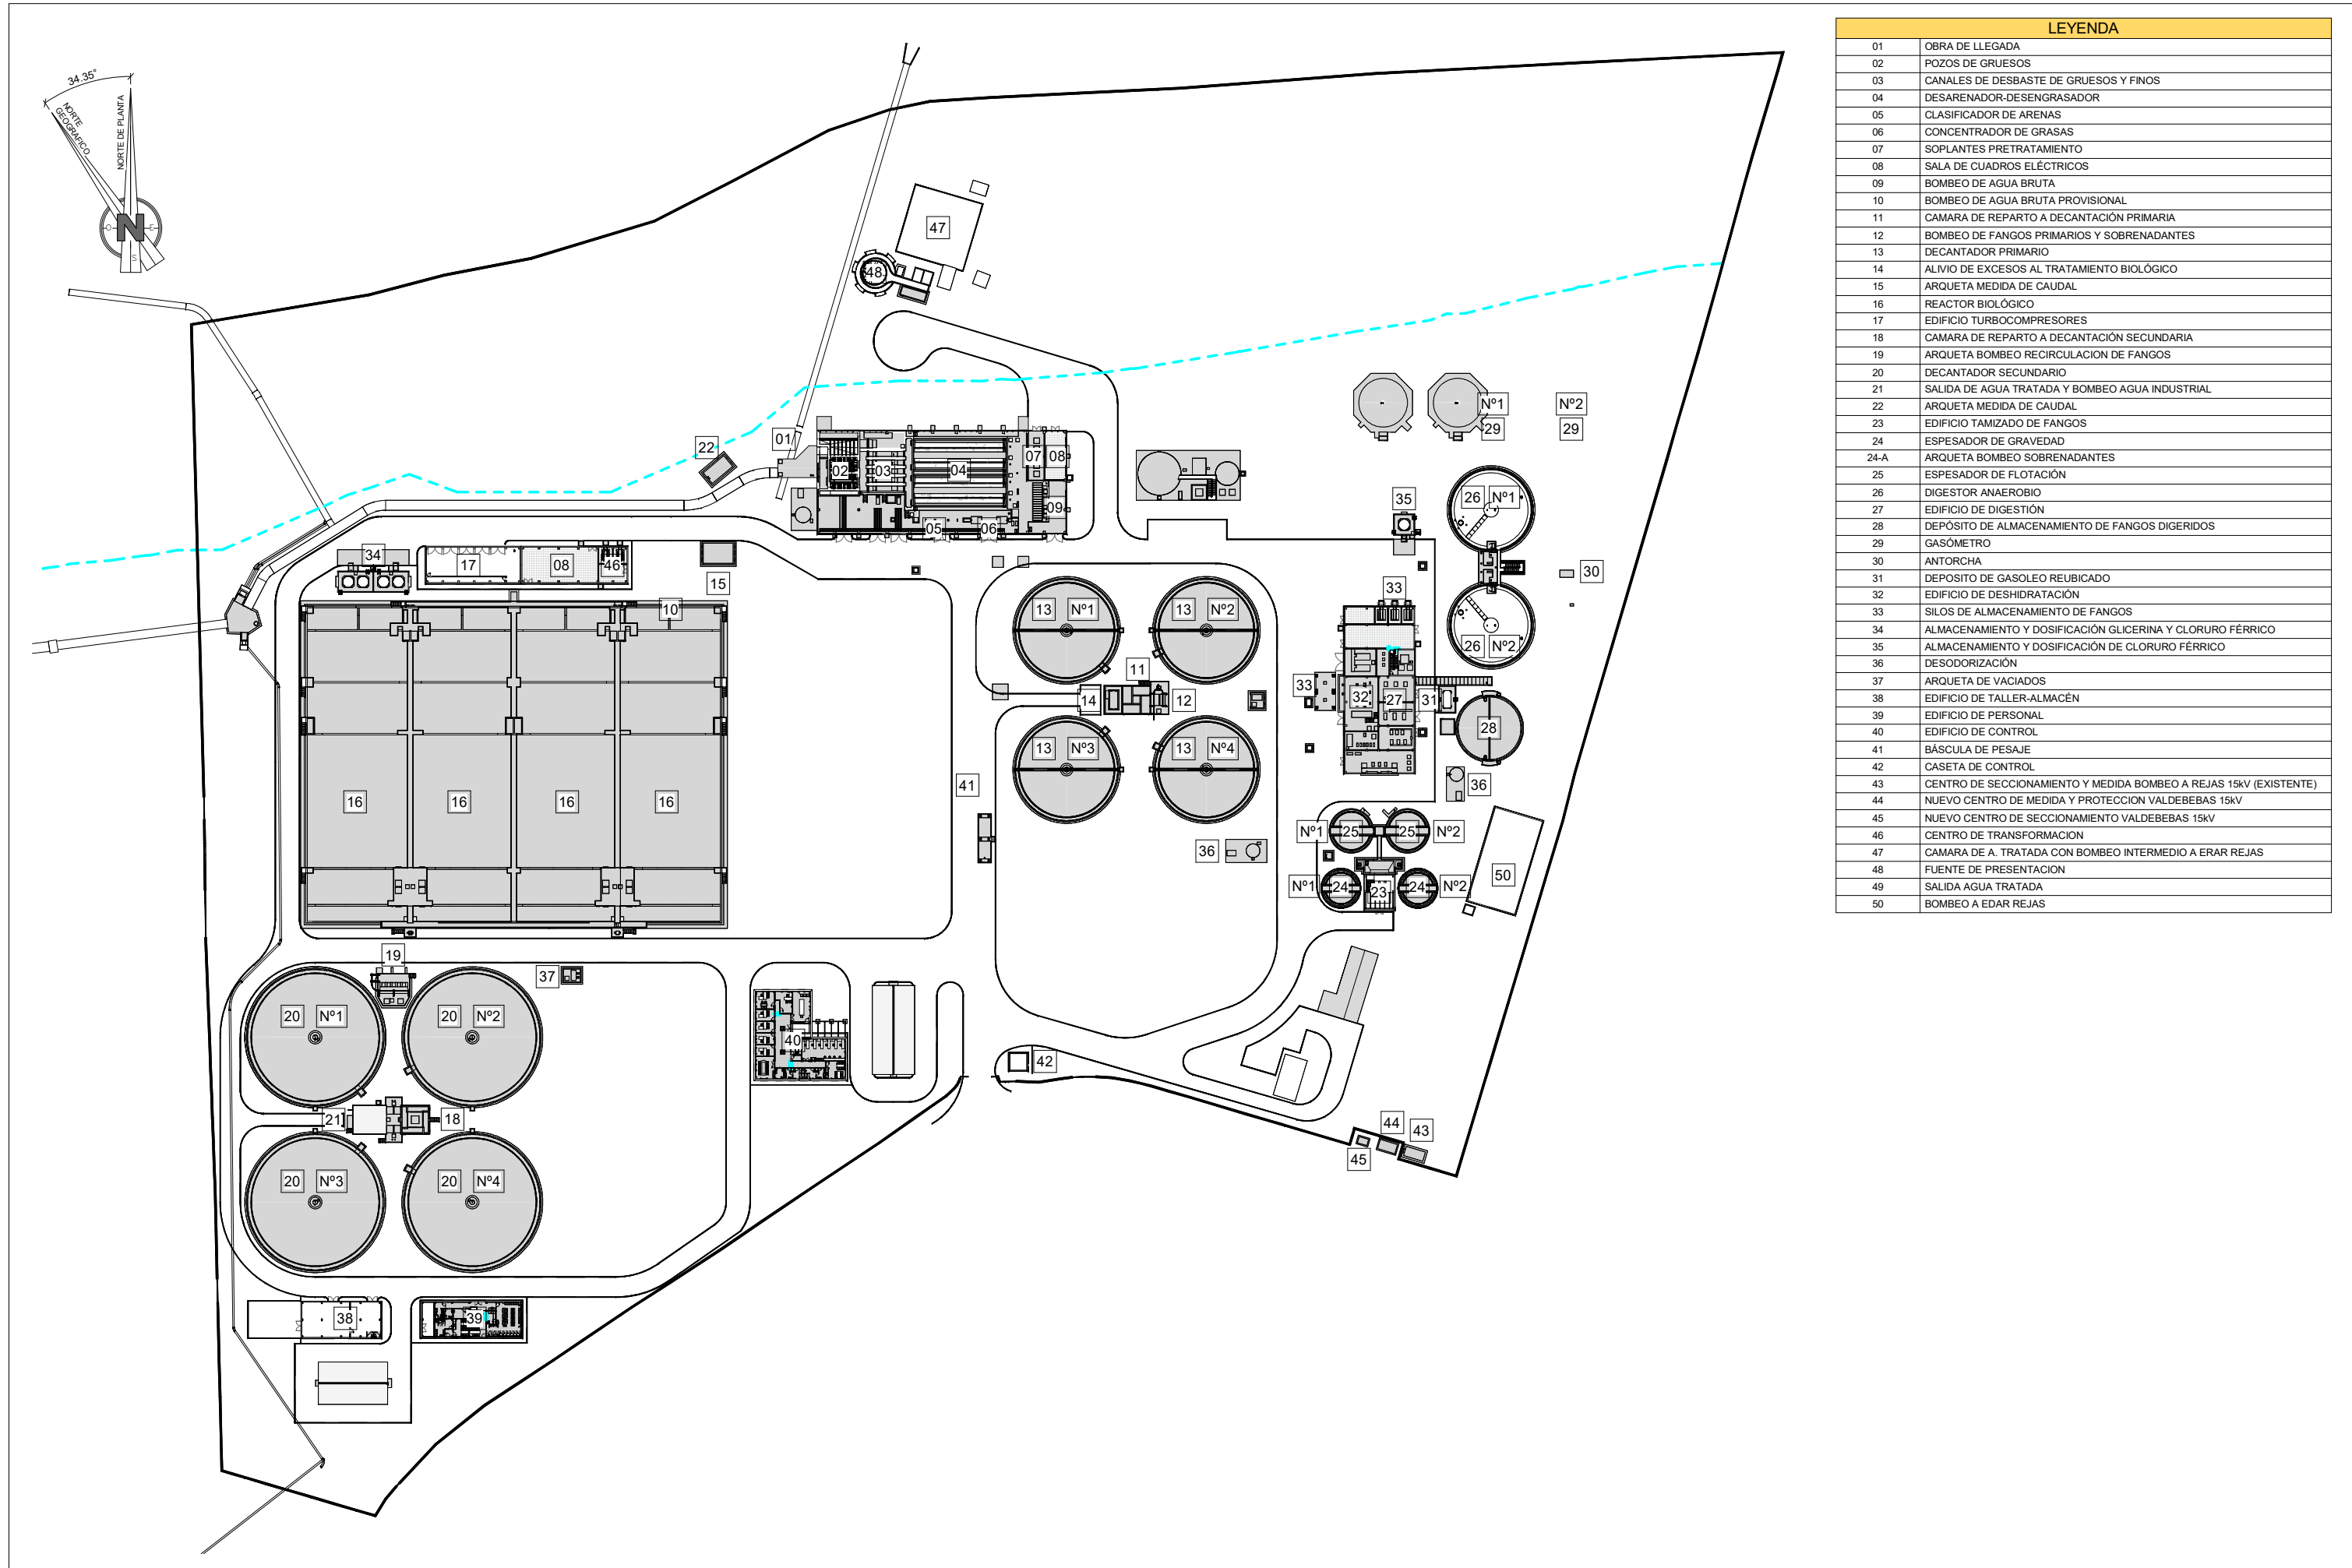 34.35°
NORTE
GEOGRAFICO
NORTE DE PLANTA
N
O
E
S
LEYENDA
01 OBRA DE LLEGADA
02 POZOS DE GRUESOS
03 CANALES DE DESBASTE DE GRUESOS Y FINOS
04 DESARENADOR-DESENGRASADOR
05 CLASIFICADOR DE ARENAS
06 CONCENTRADOR DE GRASAS
07 SOPLANTES PRETRATAMIENTO
08 SALA DE CUADROS ELÉCTRICOS
09 BOMBEO DE AGUA BRUTA
10 BOMBEO DE AGUA BRUTA PROVISIONAL
11 CAMARA DE REPARTO A DECANTACIÓN PRIMARIA
12 BOMBEO DE FANGOS PRIMARIOS Y SOBRENADANTES
13 DECANTADOR PRIMARIO
14 ALIVIO DE EXCESOS AL TRATAMIENTO BIOLÓGICO
15 ARQUETA MEDIDA DE CAUDAL
16 REACTOR BIOLÓGICO
17 EDIFICIO TURBOCOMPRESORES
18 CAMARA DE REPARTO A DECANTACIÓN SECUNDARIA
19 ARQUETA BOMBEO RECIRCULACION DE FANGOS
20 DECANTADOR SECUNDARIO
21 SALIDA DE AGUA TRATADA Y BOMBEO AGUA INDUSTRIAL
22 ARQUETA MEDIDA DE CAUDAL
23 EDIFICIO TAMIZADO DE FANGOS
24 ESPESADOR DE GRAVEDAD
24-A ARQUETA BOMBEO SOBRENADANTES
25 ESPESADOR DE FLOTACIÓN
26 DIGESTOR ANAEROBIO
27 EDIFICIO DE DIGESTIÓN
28 DEPÓSITO DE ALMACENAMIENTO DE FANGOS DIGERIDOS
29 GASÓMETRO
30 ANTORCHA
31 DEPOSITO DE GASOLEO REUBICADO
32 EDIFICIO DE DESHIDRATACIÓN
33 SILOS DE ALMACENAMIENTO DE FANGOS
34 ALMACENAMIENTO Y DOSIFICACIÓN GLICERINA Y CLORURO FÉRRICO
35 ALMACENAMIENTO Y DOSIFICACIÓN DE CLORURO FÉRRICO
36 DESODORIZACIÓN
37 ARQUETA DE VACIADOS
38 EDIFICIO DE TALLER-ALMACÉN
39 EDIFICIO DE PERSONAL
40 EDIFICIO DE CONTROL
41 BÁSCULA DE PESAJE
42 CASETA DE CONTROL
43 CENTRO DE SECCIONAMIENTO Y MEDIDA BOMBEO A REJAS 15kV (EXISTENTE)
44 NUEVO CENTRO DE MEDIDA Y PROTECCION VALDEBEBAS 15kV
45 NUEVO CENTRO DE SECCIONAMIENTO VALDEBEBAS 15kV
46 CENTRO DE TRANSFORMACION
47 CAMARA DE A. TRATADA CON BOMBEO INTERMEDIO A ERAR REJAS
48 FUENTE DE PRESENTACION
49 SALIDA AGUA TRATADA
50 BOMBEO A EDAR REJAS
47
48
Nº1 Nº2
29 29
01
22
02 03 04 07 08
09
05 06
35
26 Nº1
34 17 08 46
15
30
10
13 Nº1 13 Nº2
33
26 Nº2
11
14 12
33 32 27 31
28
13 Nº3 13 Nº4
41
36
16 16 16 16
Nº1 25 25 Nº2
36
Nº1 24 23 24 Nº2
50
19
37
20 Nº1 20 Nº2
40
42
21 18
44 43
45
20 Nº3 20 Nº4
38 39